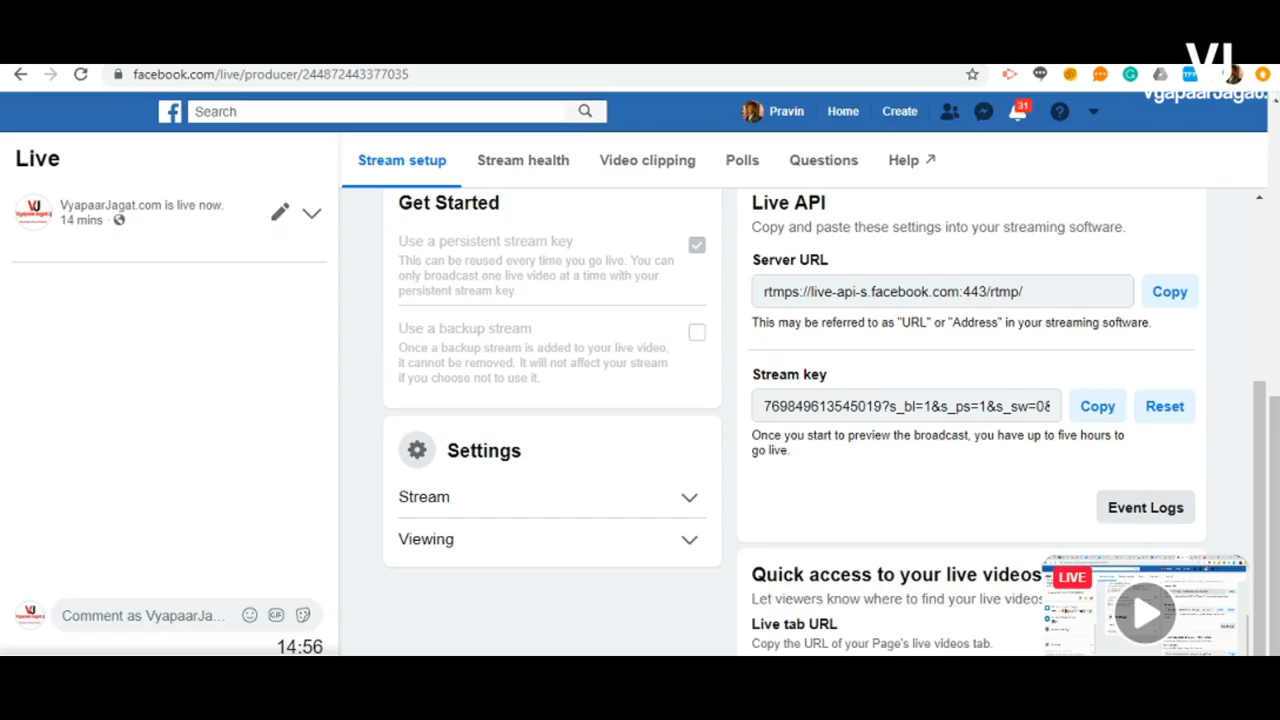 VJ
VyapaarJagat.
facebook.com/live/producer/244872443377035
Search
Pravin
Home
Create
31
Live
Stream setup
Stream health
Video clipping
Polls
Questions
Help
VJ
VyapaarJagat.com is live now.
14 mins
Get Started
Use a persistent stream key
This can be reused every time you go live. You can
only broadcast one live video at a time with your
persistent stream key.
Use a backup stream
Once a backup stream is added to your live video,
it cannot be removed. It will not affect your stream
if you choose not to use it.
Settings
Stream
Viewing
Live API
Copy and paste these settings into your streaming software.
Server URL
rtmps://live-api-s.facebook.com:443/rtmp/
Copy
This may be referred to as "URL" or "Address" in your streaming software.
Stream key
769849613545019?s_bl=1&s_ps=1&s_sw=0&
Copy
Reset
Once you start to preview the broadcast, you have up to five hours to
go live.
Event Logs
Quick access to your live videos
Let viewers know where to find your live videos
Live tab URL
Copy the URL of your Page's live videos tab.
LIVE
VJ
Comment as VyapaarJa...
GIF
14:56